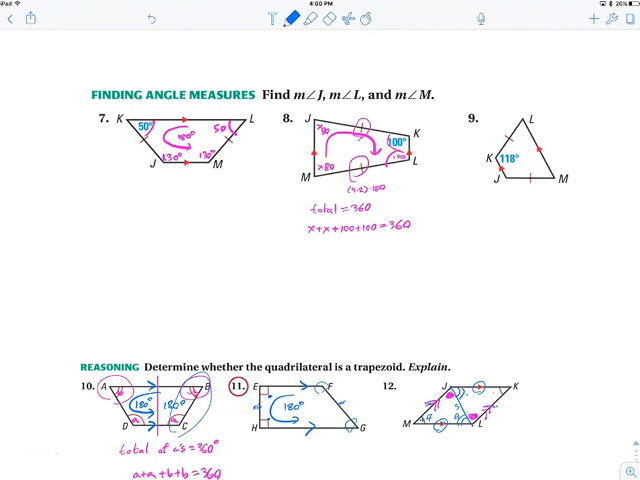 iPad 4:00 PM 26%
T
FINDING ANGLE MEASURES Find m∠J, m∠L, and m∠M.
7. K L 50° 50 180° 130° 130° J M
8. J K x80 100° 100 x80 L M
(4-2)·180
total = 360
x+x+100+100=360
9. L K 118° J M
REASONING Determine whether the quadrilateral is a trapezoid. Explain.
10. A B b b 180° 180° a a D C
total of ∠'s=360°
a+a+b+b=360
11. E F 180° H G
12. J K M L